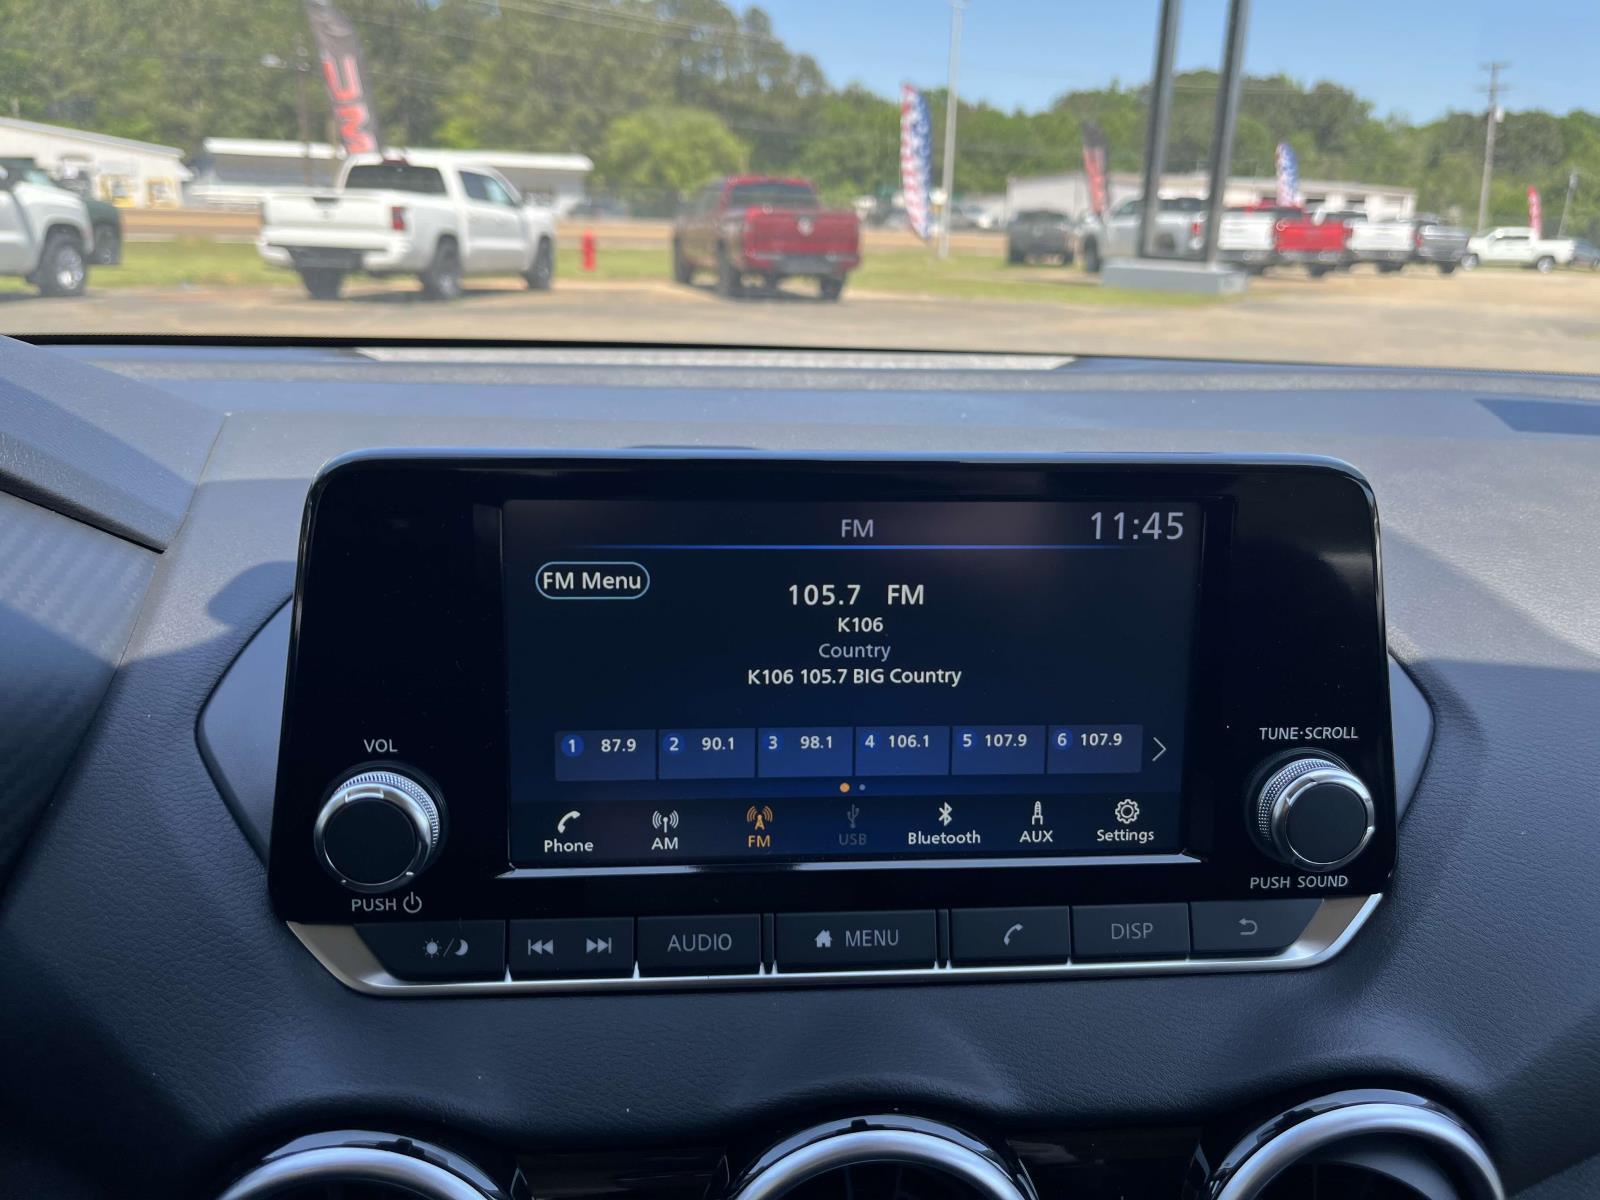 GMC
FM
11:45
FM Menu
105.7 FM
K106
Country
K106 105.7 BIG Country
1 87.9
2 90.1
3 98.1
4 106.1
5 107.9
6 107.9
Phone
AM
FM
USB
Bluetooth
AUX
Settings
VOL
PUSH
TUNE·SCROLL
PUSH SOUND
AUDIO
MENU
DISP